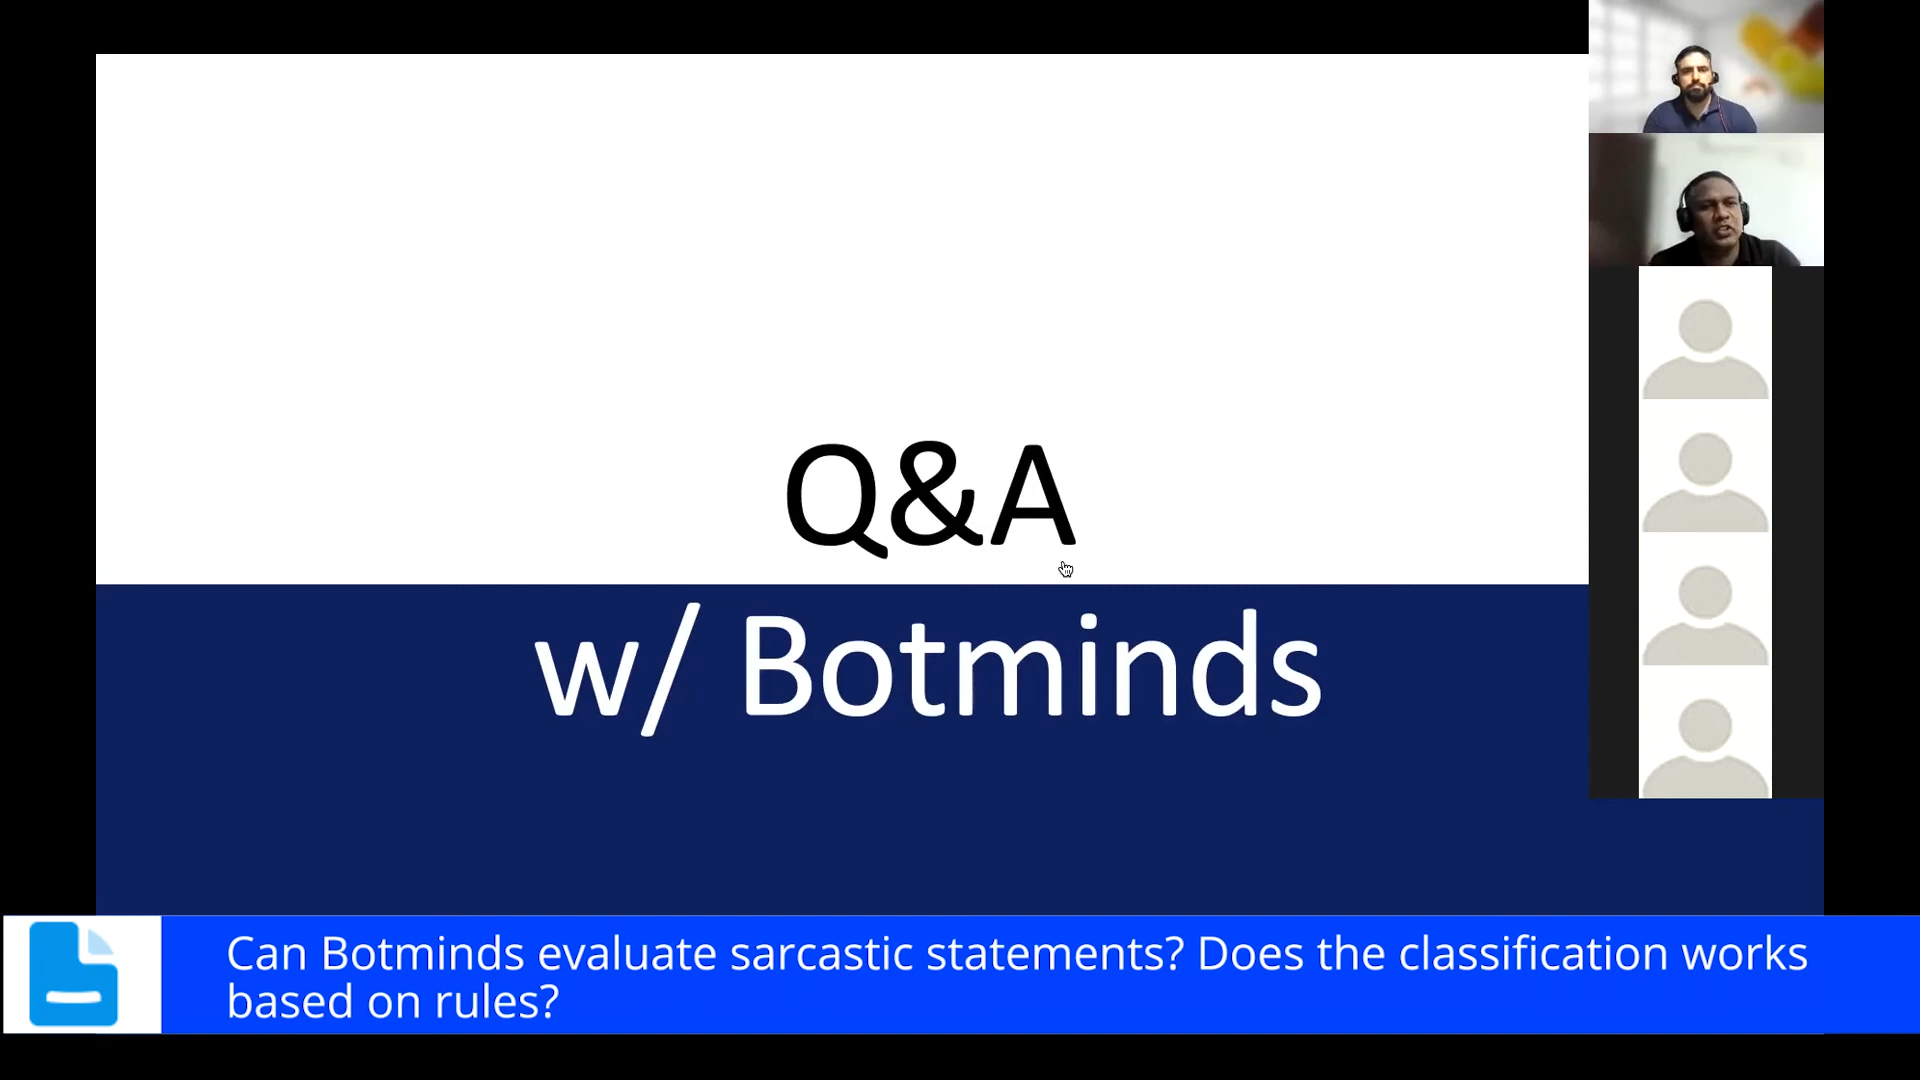 Q&A
w/ Botminds
Can Botminds evaluate sarcastic statements? Does the classification works
based on rules?